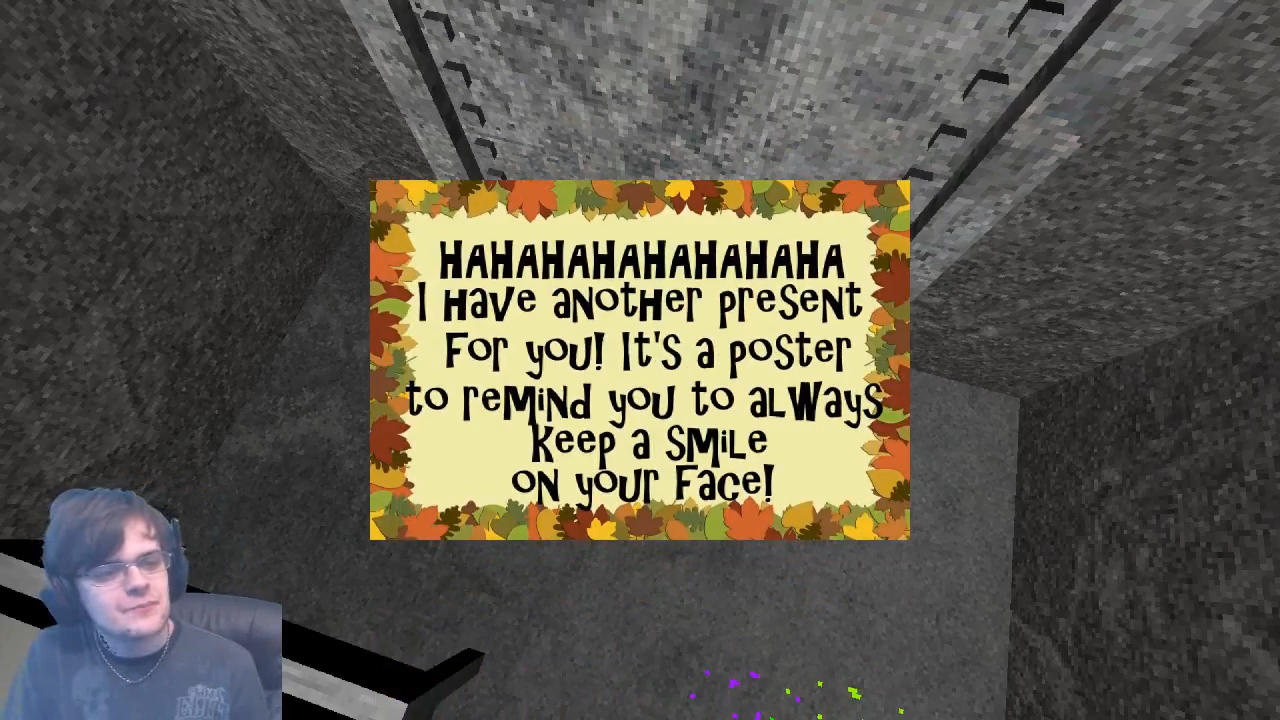 HAHAHAHAHAHAHAHA
I Have another present
For you! It's a poster
to remind you to always
keep a smile
on your Face!